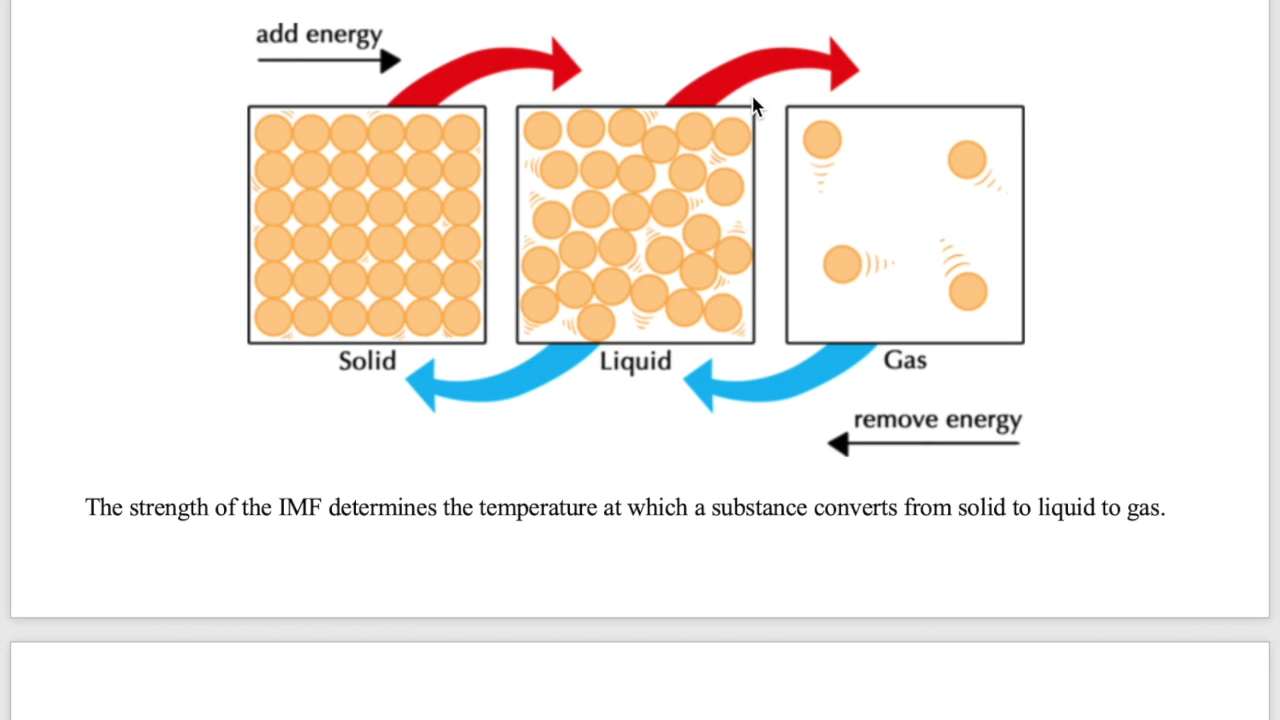 add energy
Solid
Liquid
Gas
remove energy
The strength of the IMF determines the temperature at which a substance converts from solid to liquid to gas.